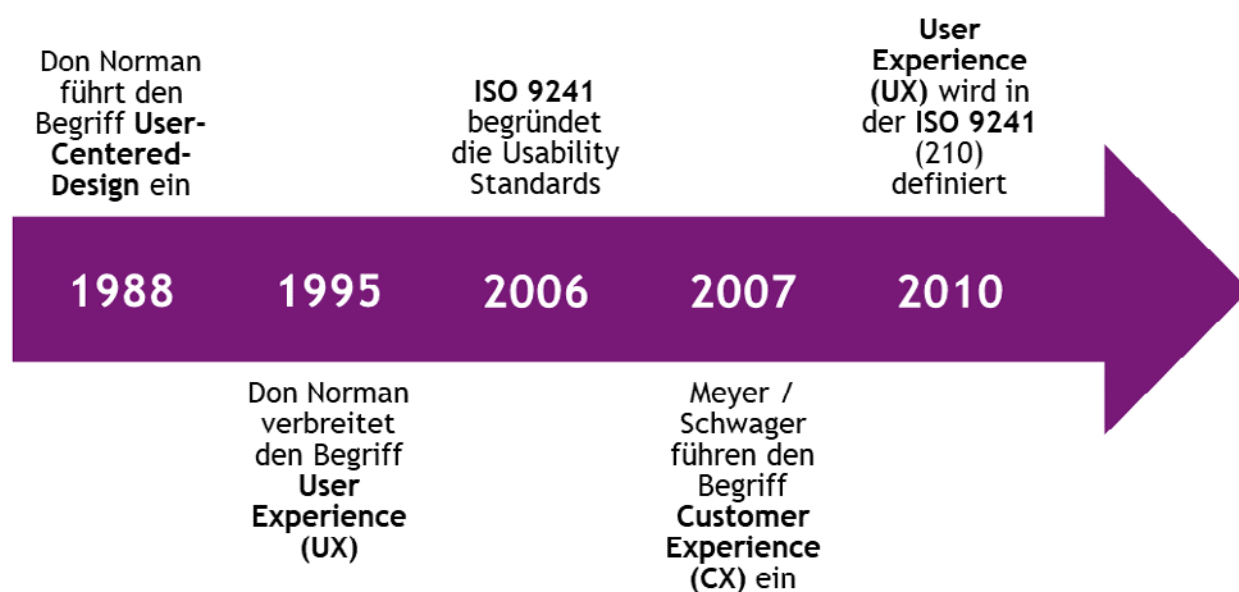 Don Norman
führt den
Begriff User-
Centered-
Design ein
ISO 9241
begründet
die Usability
Standards
User
Experience
(UX) wird in
der ISO 9241
(210)
definiert
1988
1995
2006
2007
2010
Don Norman
verbreitet
den Begriff
User
Experience
(UX)
Meyer /
Schwager
führen den
Begriff
Customer
Experience
(CX) ein